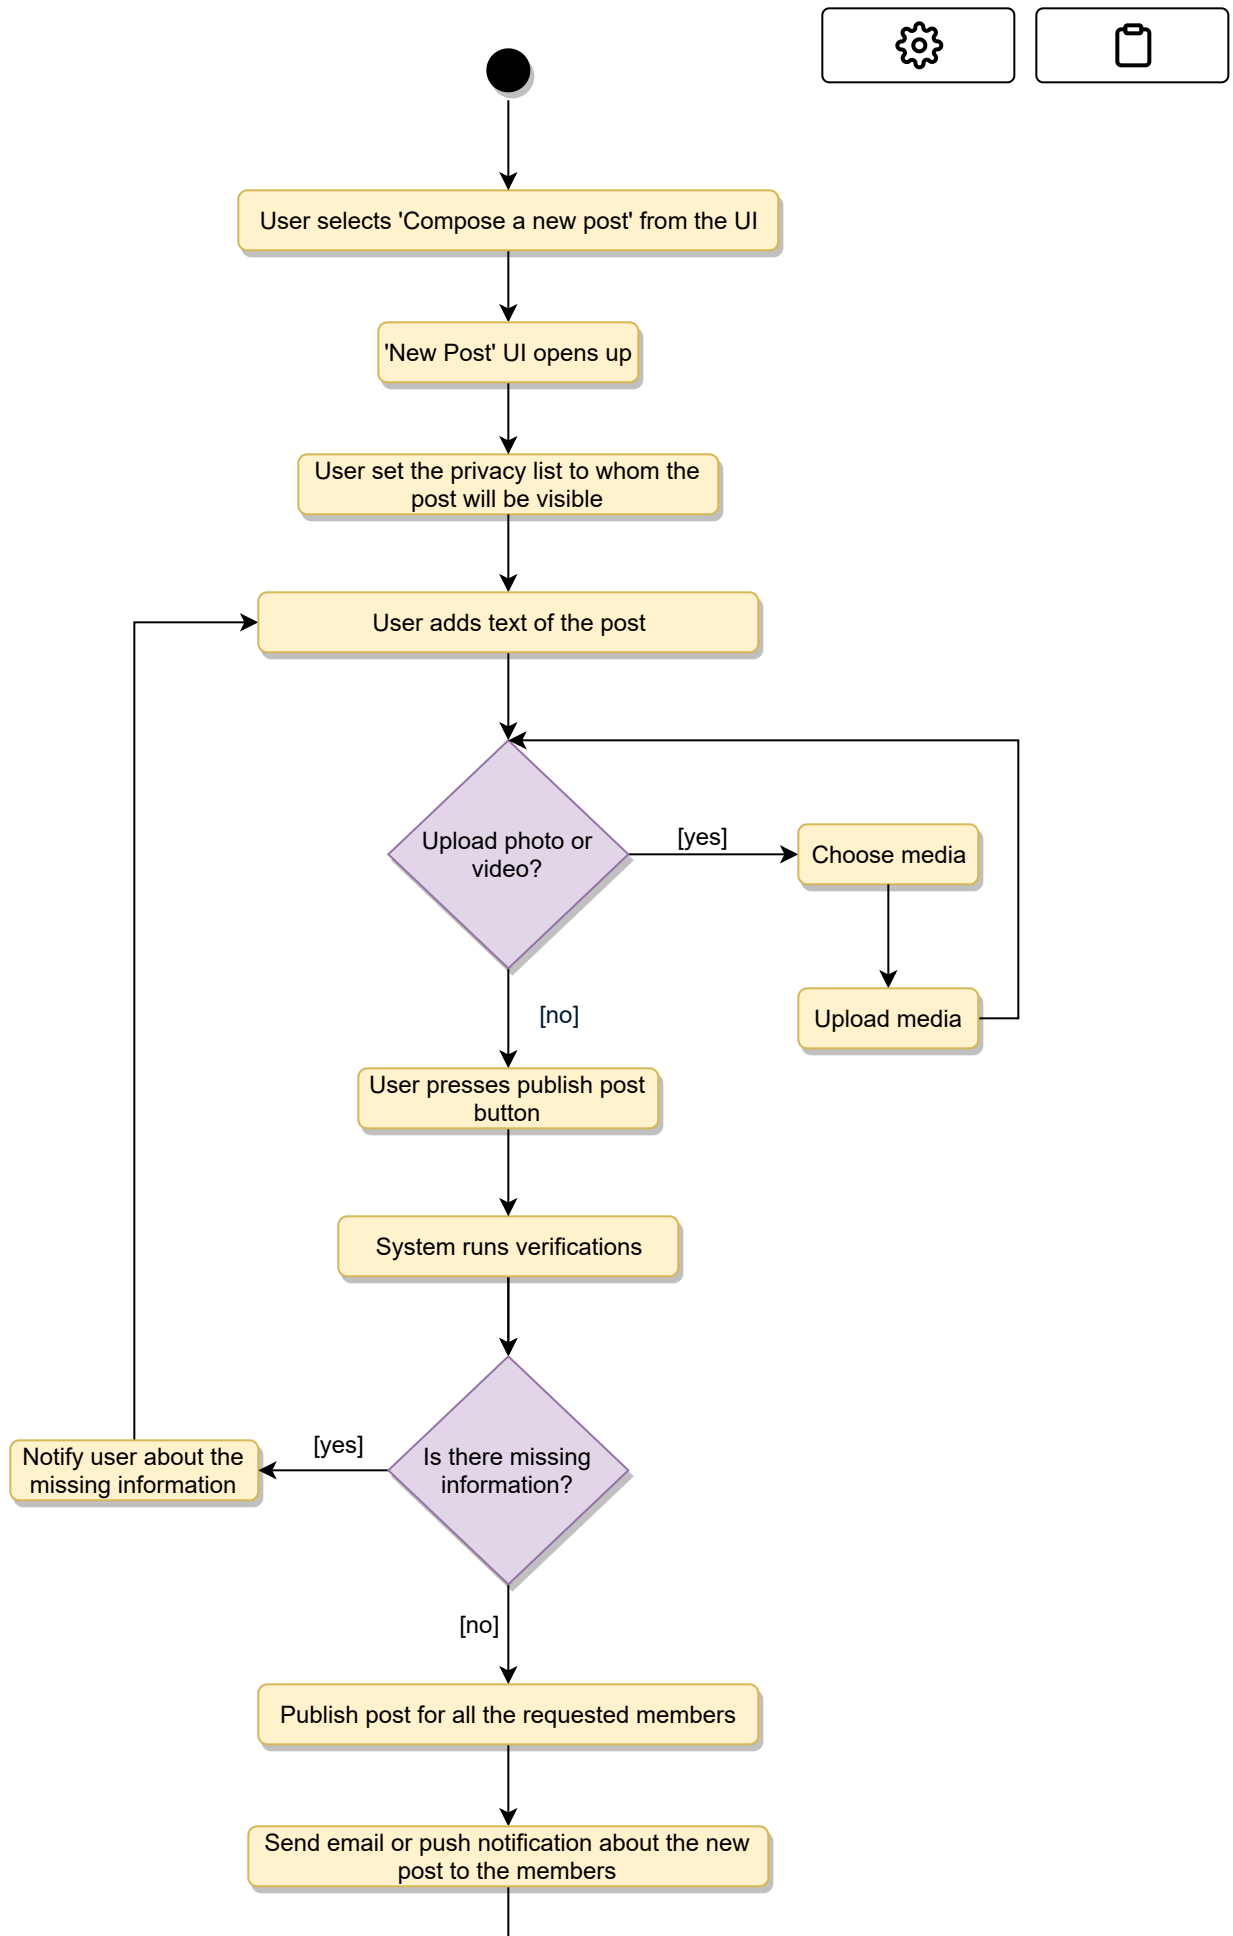 User selects 'Compose a new post' from the UI
'New Post' UI opens up
User set the privacy list to whom the
post will be visible
User adds text of the post
Upload photo or
video?
[yes]
Choose media
Upload media
[no]
User presses publish post
button
System runs verifications
Is there missing
information?
[yes]
Notify user about the
missing information
[no]
Publish post for all the requested members
Send email or push notification about the new
post to the members